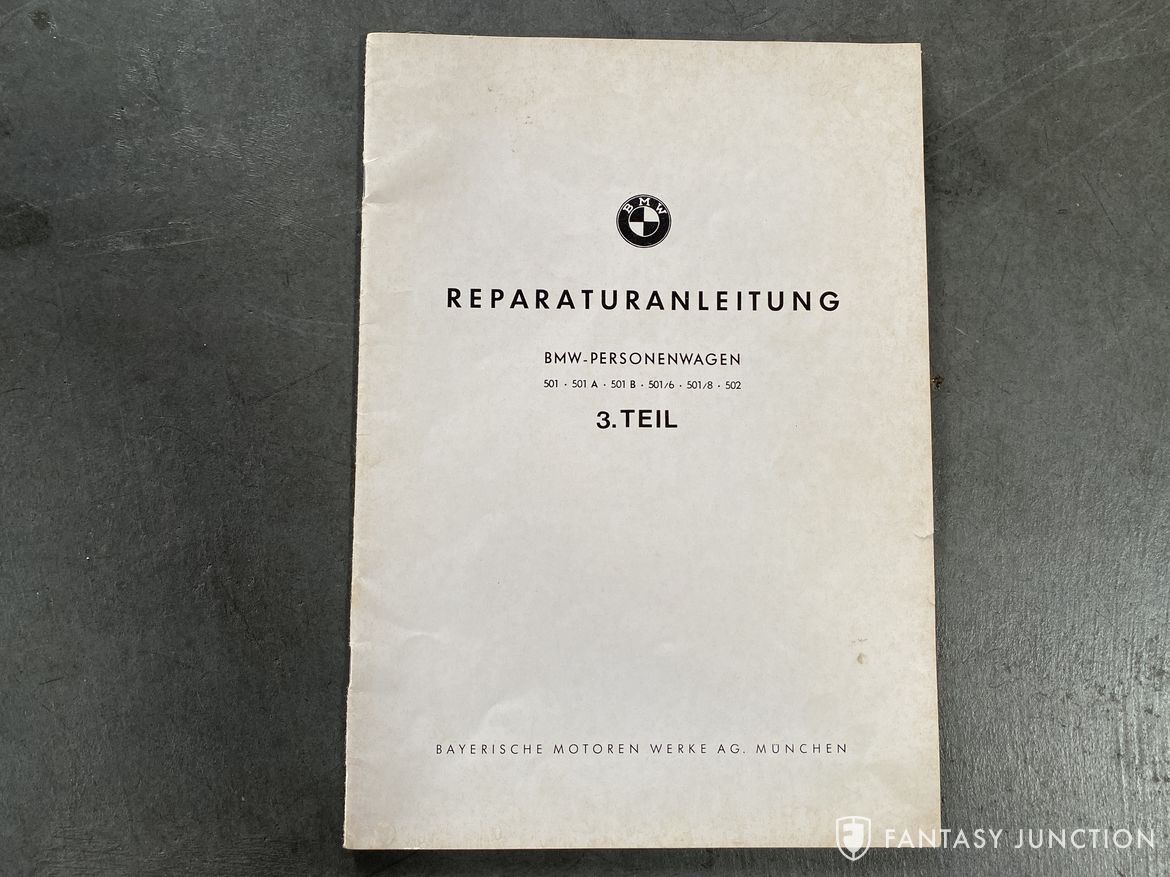 BMW
REPARATURANLEITUNG
BMW-PERSONENWAGEN
501 · 501 A · 501 B · 501/6 · 501/8 · 502
3. TEIL
BAYERISCHE MOTOREN WERKE AG. MÜNCHEN
FANTASY JUNCTION